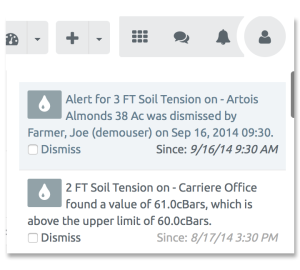 Alert for 3 FT Soil Tension on - Artois
Almonds 38 Ac was dismissed by
Farmer, Joe (demouser) on Sep 16, 2014 09:30.
Dismiss Since: 9/16/14 9:30 AM
2 FT Soil Tension on - Carriere Office
found a value of 61.0cBars, which is
above the upper limit of 60.0cBars.
Dismiss Since: 8/17/14 3:30 PM